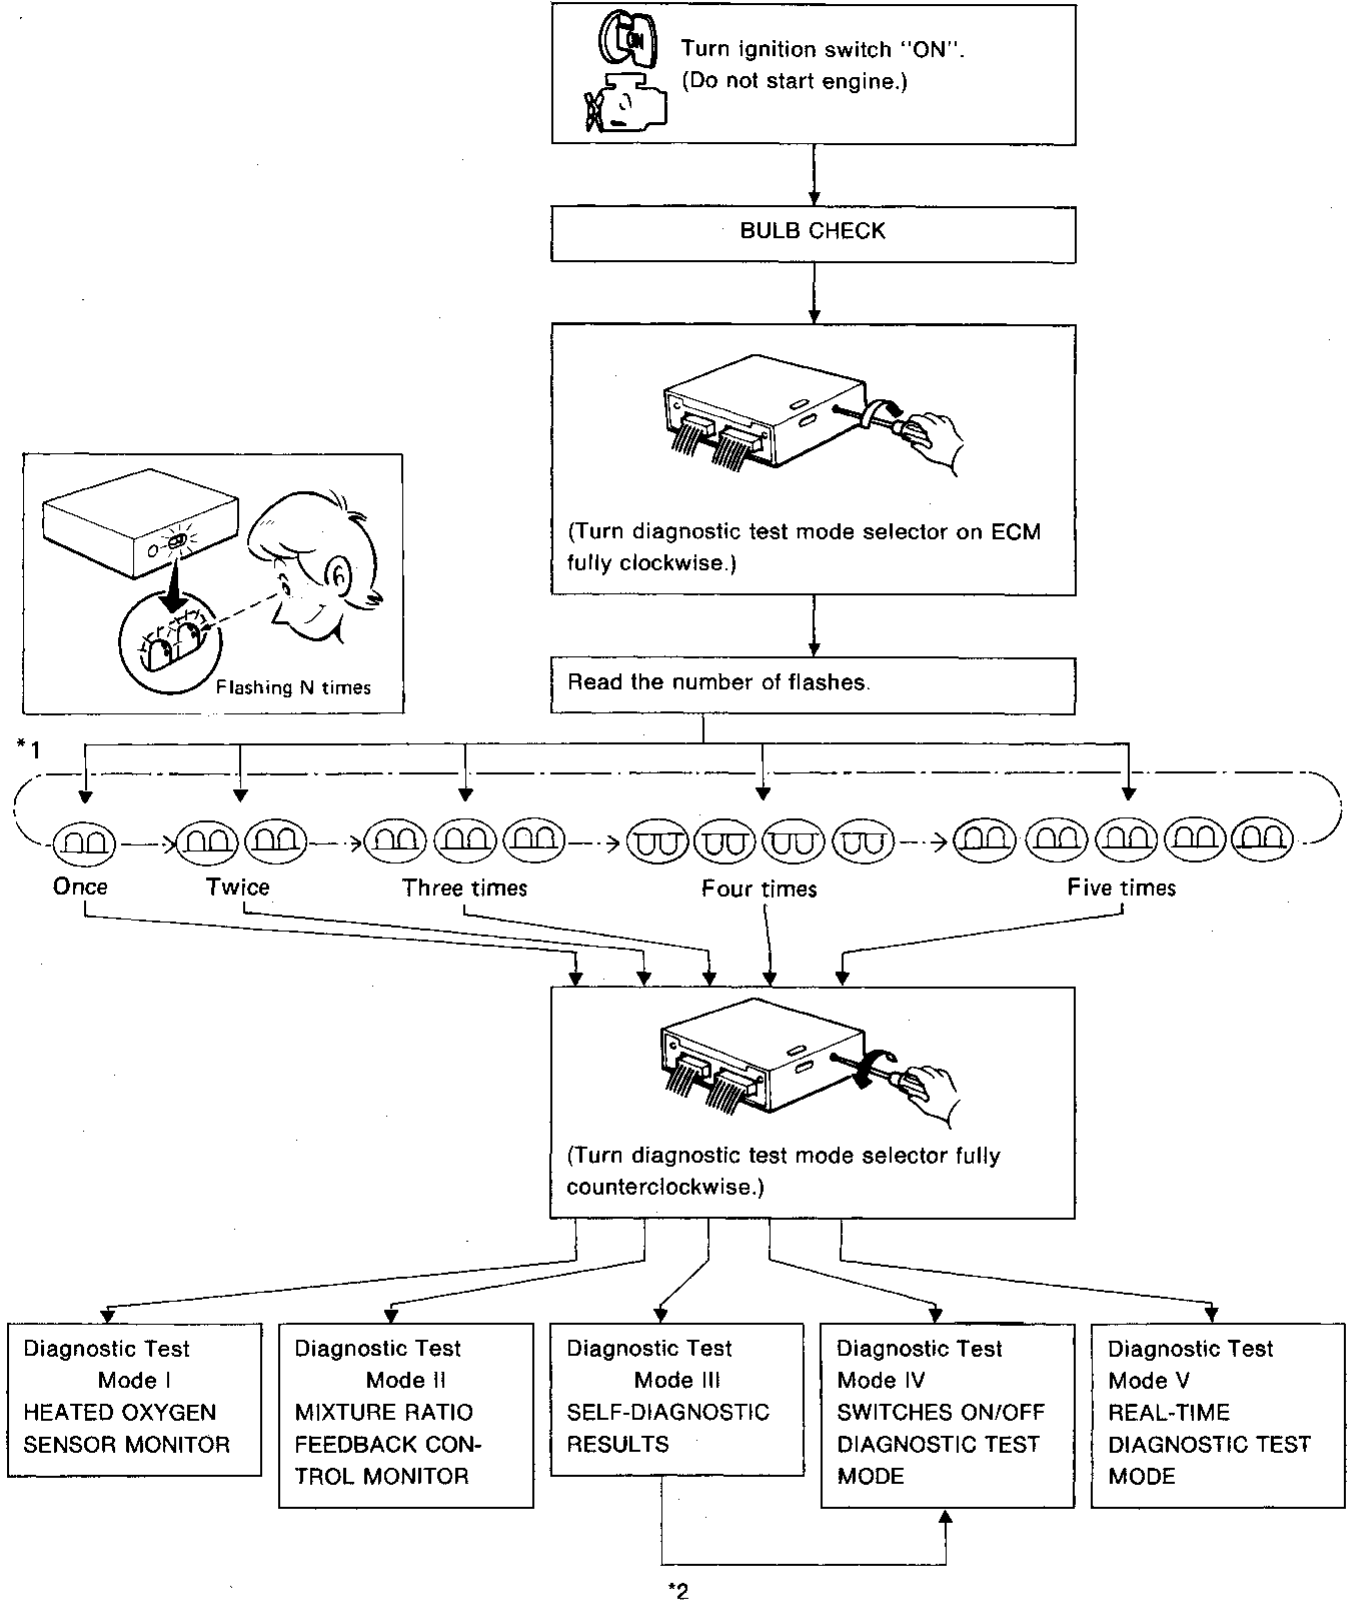 ON
Turn ignition switch "ON".
(Do not start engine.)
BULB CHECK
(Turn diagnostic test mode selector on ECM
fully clockwise.)
Flashing N times
Read the number of flashes.
*1
Once
Twice
Three times
Four times
Five times
(Turn diagnostic test mode selector fully
counterclockwise.)
Diagnostic Test
Mode I
HEATED OXYGEN
SENSOR MONITOR
Diagnostic Test
Mode II
MIXTURE RATIO
FEEDBACK CON-
TROL MONITOR
Diagnostic Test
Mode III
SELF-DIAGNOSTIC
RESULTS
Diagnostic Test
Mode IV
SWITCHES ON/OFF
DIAGNOSTIC TEST
MODE
Diagnostic Test
Mode V
REAL-TIME
DIAGNOSTIC TEST
MODE
*2